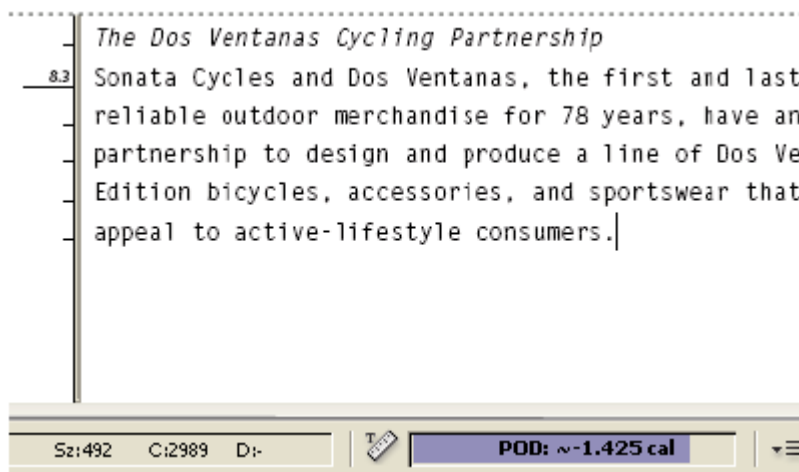 The Dos Ventanas Cycling Partnership
8.3
Sonata Cycles and Dos Ventanas, the first and last
reliable outdoor merchandise for 78 years, have an
partnership to design and produce a line of Dos Ve
Edition bicycles, accessories, and sportswear that
appeal to active-lifestyle consumers.
Sz:492 C:2989 D:- T POD: ~-1.425 cal